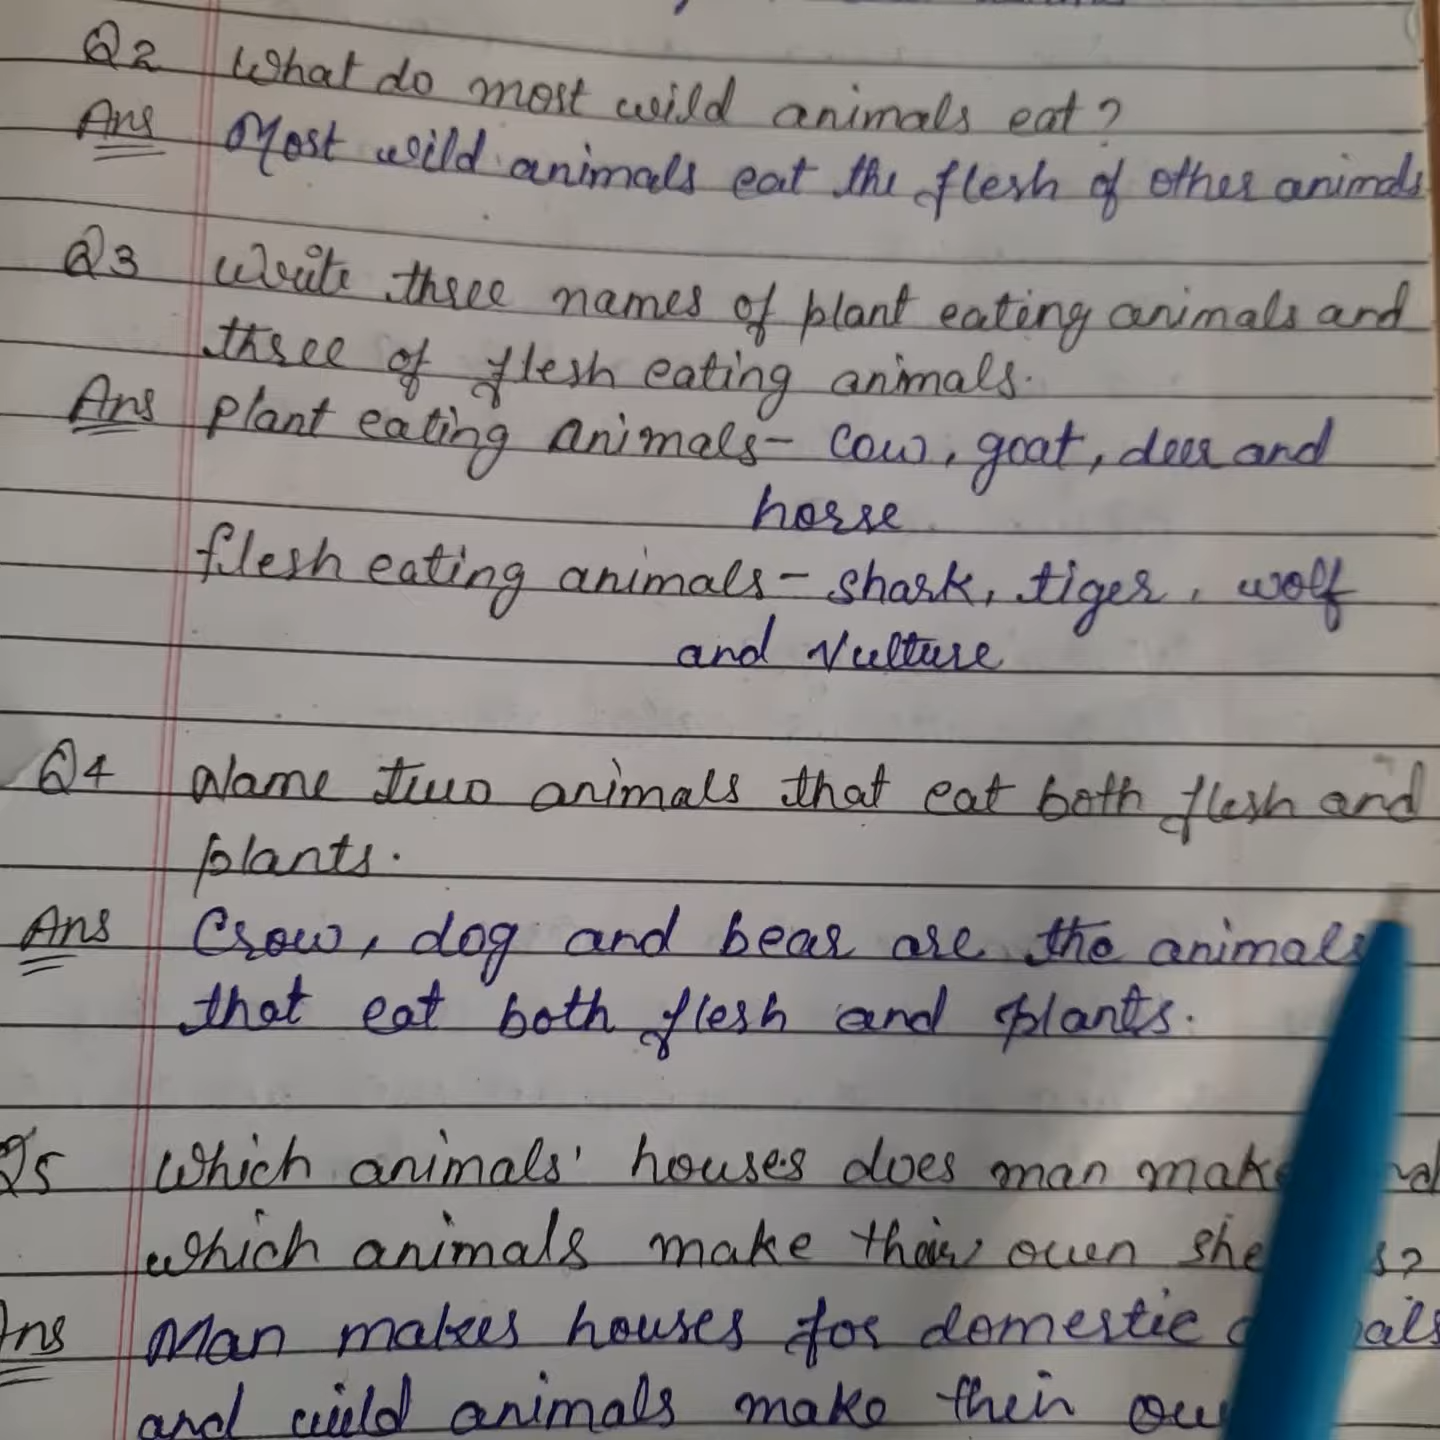 Q2 What do most wild animals eat?
Ans Most wild animals eat the flesh of other animals
Q3 Write three names of plant eating animals and
three of flesh eating animals.
Ans plant eating animals- cow, goat, deer and
horse
flesh eating animals- shark, tiger, wolf
and Vulture
Q4 Name two animals that eat both flesh and
plants.
Ans Crow, dog and bear are the animals
that eat both flesh and plants.
Q5 Which animals' houses does man make
which animals make their own
Ans Man makes houses for domestic
and wild animals make their